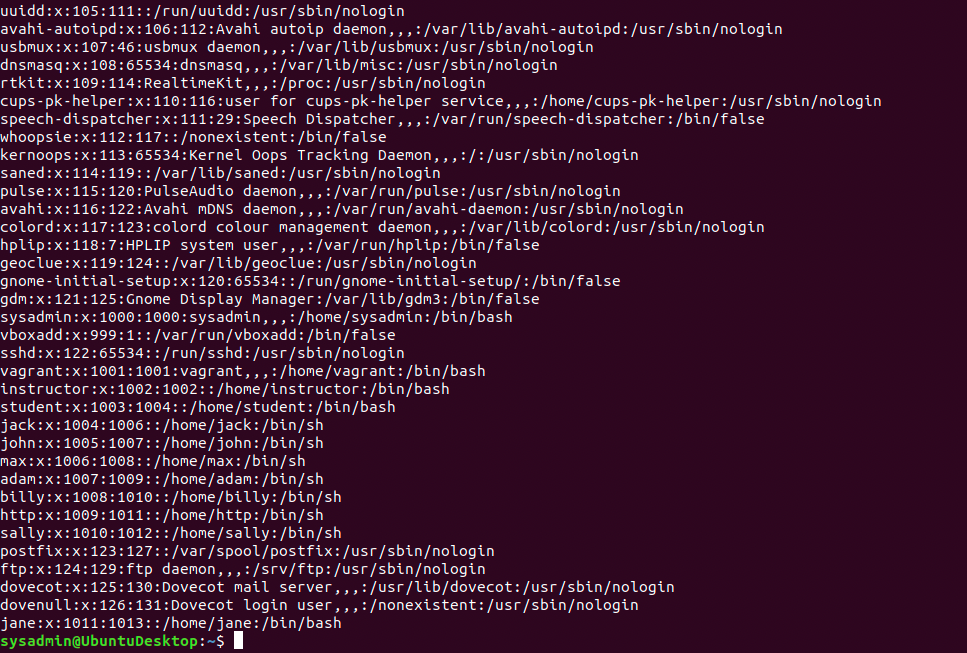 uuidd:x:105:111::/run/uuidd:/usr/sbin/nologin
avahi-autoipd:x:106:112:Avahi autoip daemon,,,:/var/lib/avahi-autoipd:/usr/sbin/nologin
usbmux:x:107:46:usbmux daemon,,,:/var/lib/usbmux:/usr/sbin/nologin
dnsmasq:x:108:65534:dnsmasq,,,:/var/lib/misc:/usr/sbin/nologin
rtkit:x:109:114:RealtimeKit,,,:/proc:/usr/sbin/nologin
cups-pk-helper:x:110:116:user for cups-pk-helper service,,,:/home/cups-pk-helper:/usr/sbin/nologin
speech-dispatcher:x:111:29:Speech Dispatcher,,,:/var/run/speech-dispatcher:/bin/false
whoopsie:x:112:117::/nonexistent:/bin/false
kernoops:x:113:65534:Kernel Oops Tracking Daemon,,,:/:/usr/sbin/nologin
saned:x:114:119::/var/lib/saned:/usr/sbin/nologin
pulse:x:115:120:PulseAudio daemon,,,:/var/run/pulse:/usr/sbin/nologin
avahi:x:116:122:Avahi mDNS daemon,,,:/var/run/avahi-daemon:/usr/sbin/nologin
colord:x:117:123:colord colour management daemon,,,:/var/lib/colord:/usr/sbin/nologin
hplip:x:118:7:HPLIP system user,,,:/var/run/hplip:/bin/false
geoclue:x:119:124::/var/lib/geoclue:/usr/sbin/nologin
gnome-initial-setup:x:120:65534::/run/gnome-initial-setup/:/bin/false
gdm:x:121:125:Gnome Display Manager:/var/lib/gdm3:/bin/false
sysadmin:x:1000:1000:sysadmin,,,:/home/sysadmin:/bin/bash
vboxadd:x:999:1::/var/run/vboxadd:/bin/false
sshd:x:122:65534::/run/sshd:/usr/sbin/nologin
vagrant:x:1001:1001:vagrant,,,:/home/vagrant:/bin/bash
instructor:x:1002:1002::/home/instructor:/bin/bash
student:x:1003:1004::/home/student:/bin/bash
jack:x:1004:1006::/home/jack:/bin/sh
john:x:1005:1007::/home/john:/bin/sh
max:x:1006:1008::/home/max:/bin/sh
adam:x:1007:1009::/home/adam:/bin/sh
billy:x:1008:1010::/home/billy:/bin/sh
http:x:1009:1011::/home/http:/bin/sh
sally:x:1010:1012::/home/sally:/bin/sh
postfix:x:123:127::/var/spool/postfix:/usr/sbin/nologin
ftp:x:124:129:ftp daemon,,,:/srv/ftp:/usr/sbin/nologin
dovecot:x:125:130:Dovecot mail server,,,:/usr/lib/dovecot:/usr/sbin/nologin
dovenull:x:126:131:Dovecot login user,,,:/nonexistent:/usr/sbin/nologin
jane:x:1011:1013::/home/jane:/bin/bash
sysadmin@UbuntuDesktop:~$